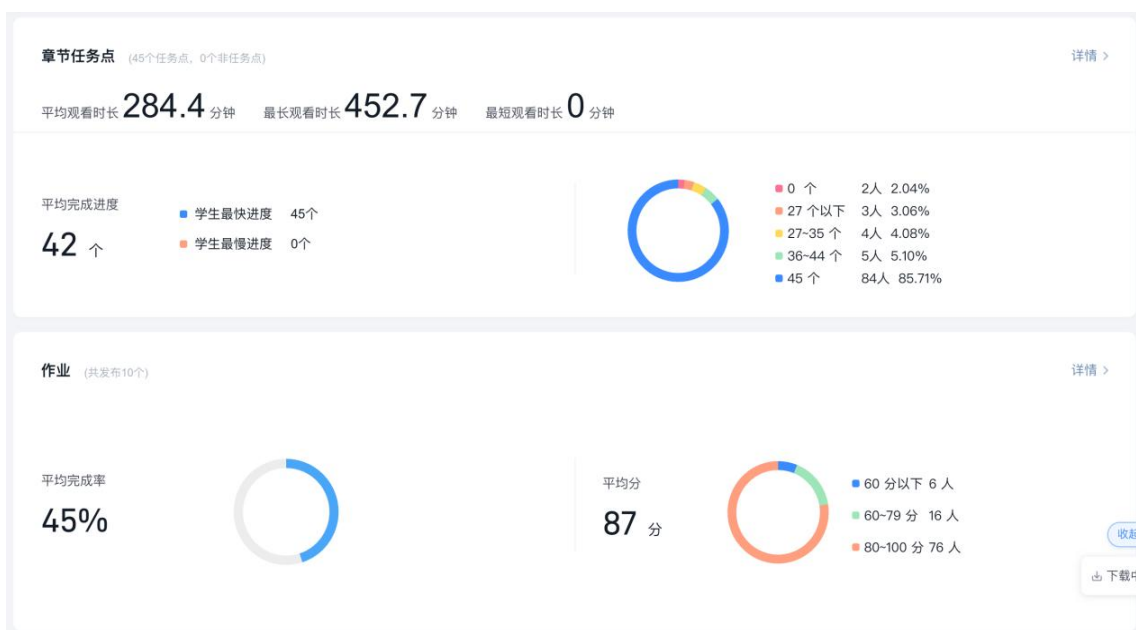 章节任务点 (45个任务点，0个非任务点) 详情 >
平均观看时长 284.4 分钟 最长观看时长 452.7 分钟 最短观看时长 0 分钟
平均完成进度
42 个
学生最快进度 45个
学生最慢进度 0个
0 个 2人 2.04%
27 个以下 3人 3.06%
27~35 个 4人 4.08%
36~44 个 5人 5.10%
45 个 84人 85.71%
作业 (共发布10个) 详情 >
平均完成率
45%
平均分
87 分
60 分以下 6 人
60~79 分 16 人
80~100 分 76 人
收起
下载中